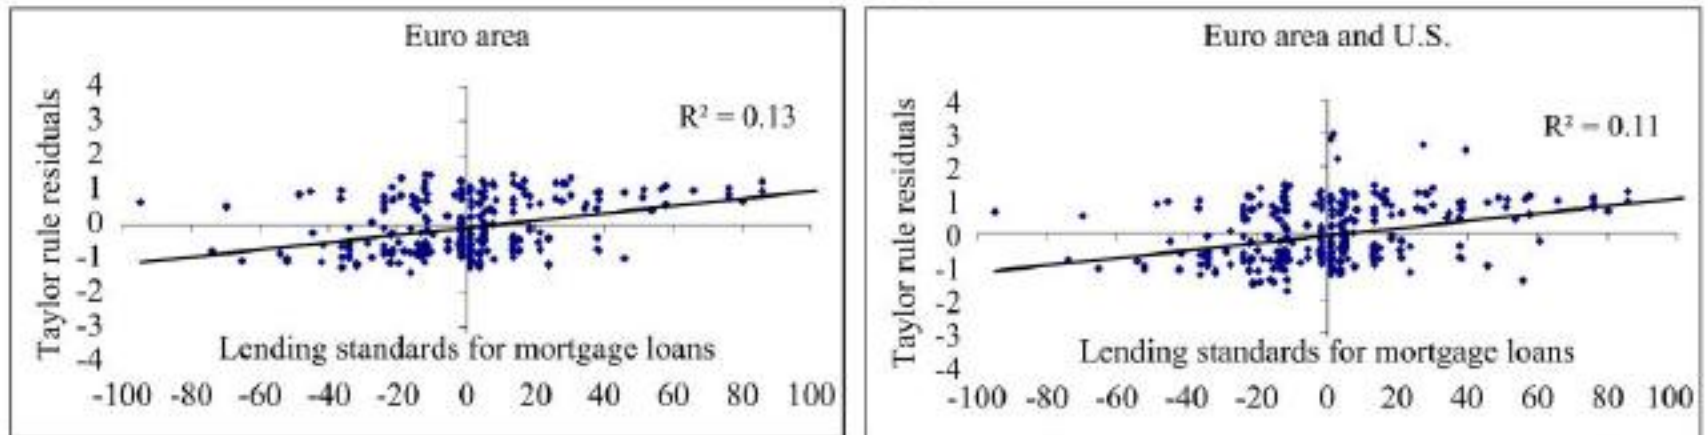 Euro area
R² = 0.13
Taylor rule residuals
4
3
2
1
0
-1
-2
-3
-4
Lending standards for mortgage loans
-100 -80 -60 -40 -20 0 20 40 60 80 100
Euro area and U.S.
R² = 0.11
Taylor rule residuals
4
3
2
1
0
-1
-2
-3
-4
Lending standards for mortgage loans
-100 -80 -60 -40 -20 0 20 40 60 80 100